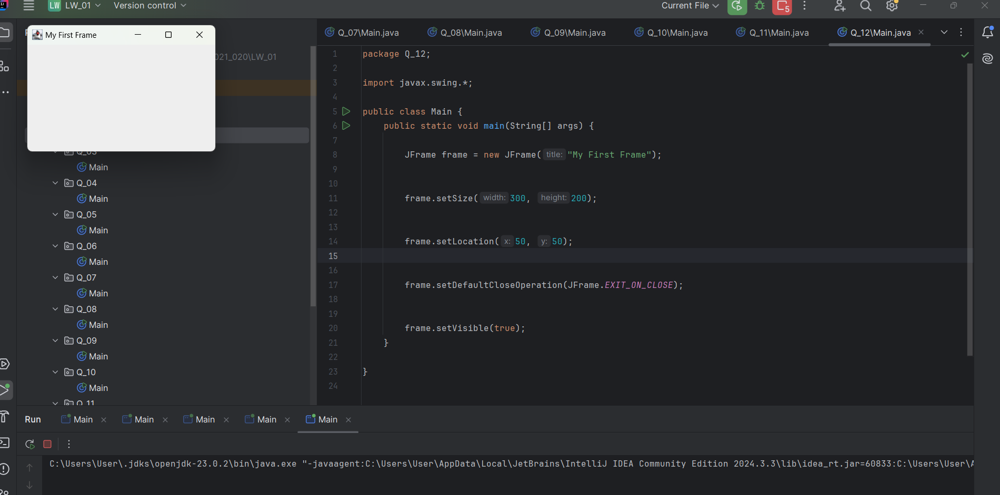 LW LW_01 Version control Current File 5
My First Frame
021_020\LW_01
Q_03
Main
Q_04
Main
Q_05
Main
Q_06
Main
Q_07
Main
Q_08
Main
Q_09
Main
Q_10
Main
Q_11
Q_07\Main.java Q_08\Main.java Q_09\Main.java Q_10\Main.java Q_11\Main.java Q_12\Main.java
1 package Q_12;
2
3 import javax.swing.*;
4
5 public class Main {
6 public static void main(String[] args) {
7
8 JFrame frame = new JFrame( title: "My First Frame");
9
10
11 frame.setSize( width: 300, height: 200);
12
13
14 frame.setLocation( x: 50, y: 50);
15
16
17 frame.setDefaultCloseOperation(JFrame.EXIT_ON_CLOSE);
18
19
20 frame.setVisible(true);
21 }
22
23 }
24
Run Main Main Main Main Main
C:\Users\User\.jdks\openjdk-23.0.2\bin\java.exe "-javaagent:C:\Users\User\AppData\Local\JetBrains\IntelliJ IDEA Community Edition 2024.3.3\lib\idea_rt.jar=60833:C:\Users\User\A